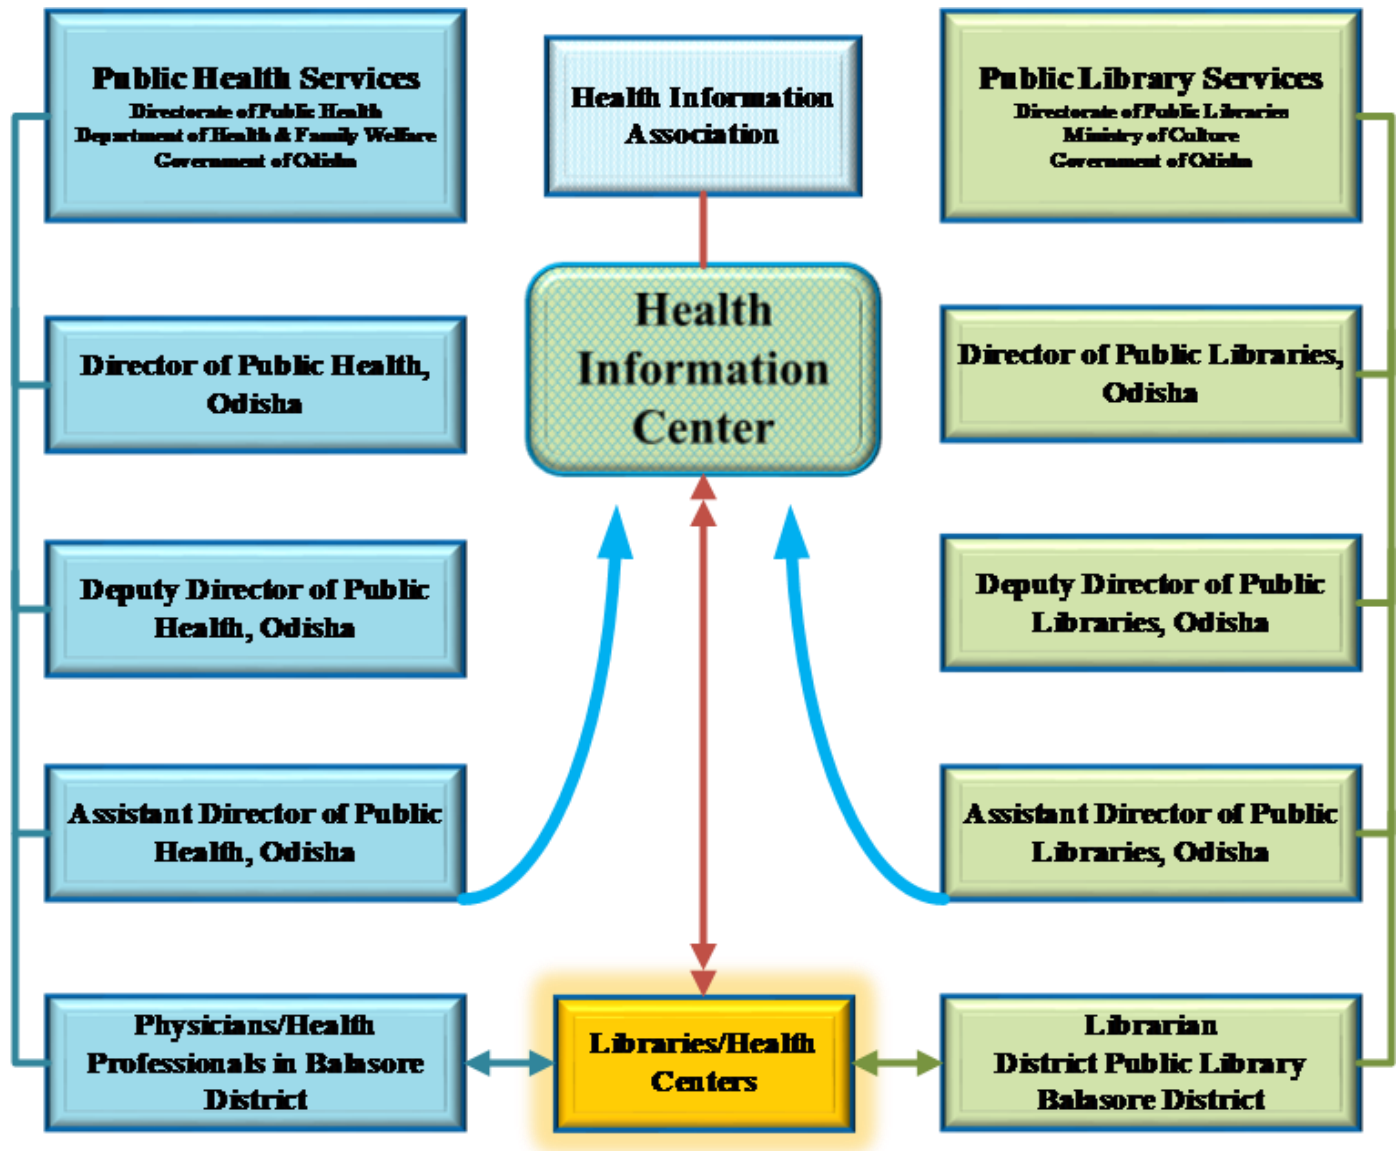 Public Health Services
Directorate of Public Health
Department of Health & Family Welfare
Government of Odisha
Health Information
Association
Public Library Services
Directorate of Public Libraries
Ministry of Culture
Government of Odisha
Health
Information
Center
Director of Public Health,
Odisha
Director of Public Libraries,
Odisha
Deputy Director of Public
Health, Odisha
Deputy Director of Public
Libraries, Odisha
Assistant Director of Public
Health, Odisha
Assistant Director of Public
Libraries, Odisha
Physicians/Health
Professionals in Balasore
District
Libraries/Health
Centers
Librarian
District Public Library
Balasore District